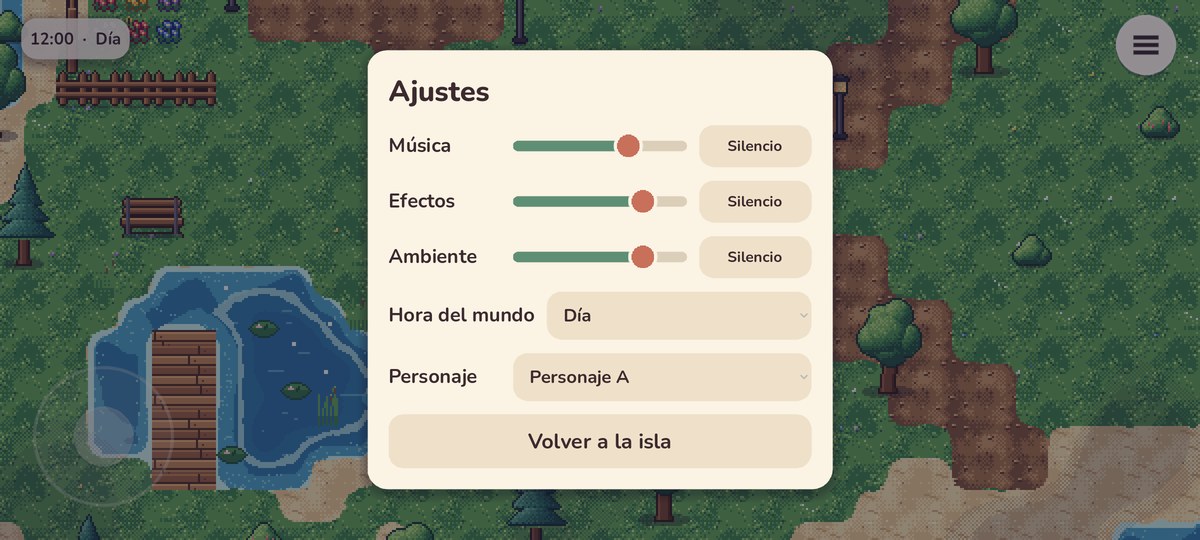 12:00 · Día
Ajustes
Música
Silencio
Efectos
Silencio
Ambiente
Silencio
Hora del mundo
Día
Personaje
Personaje A
Volver a la isla